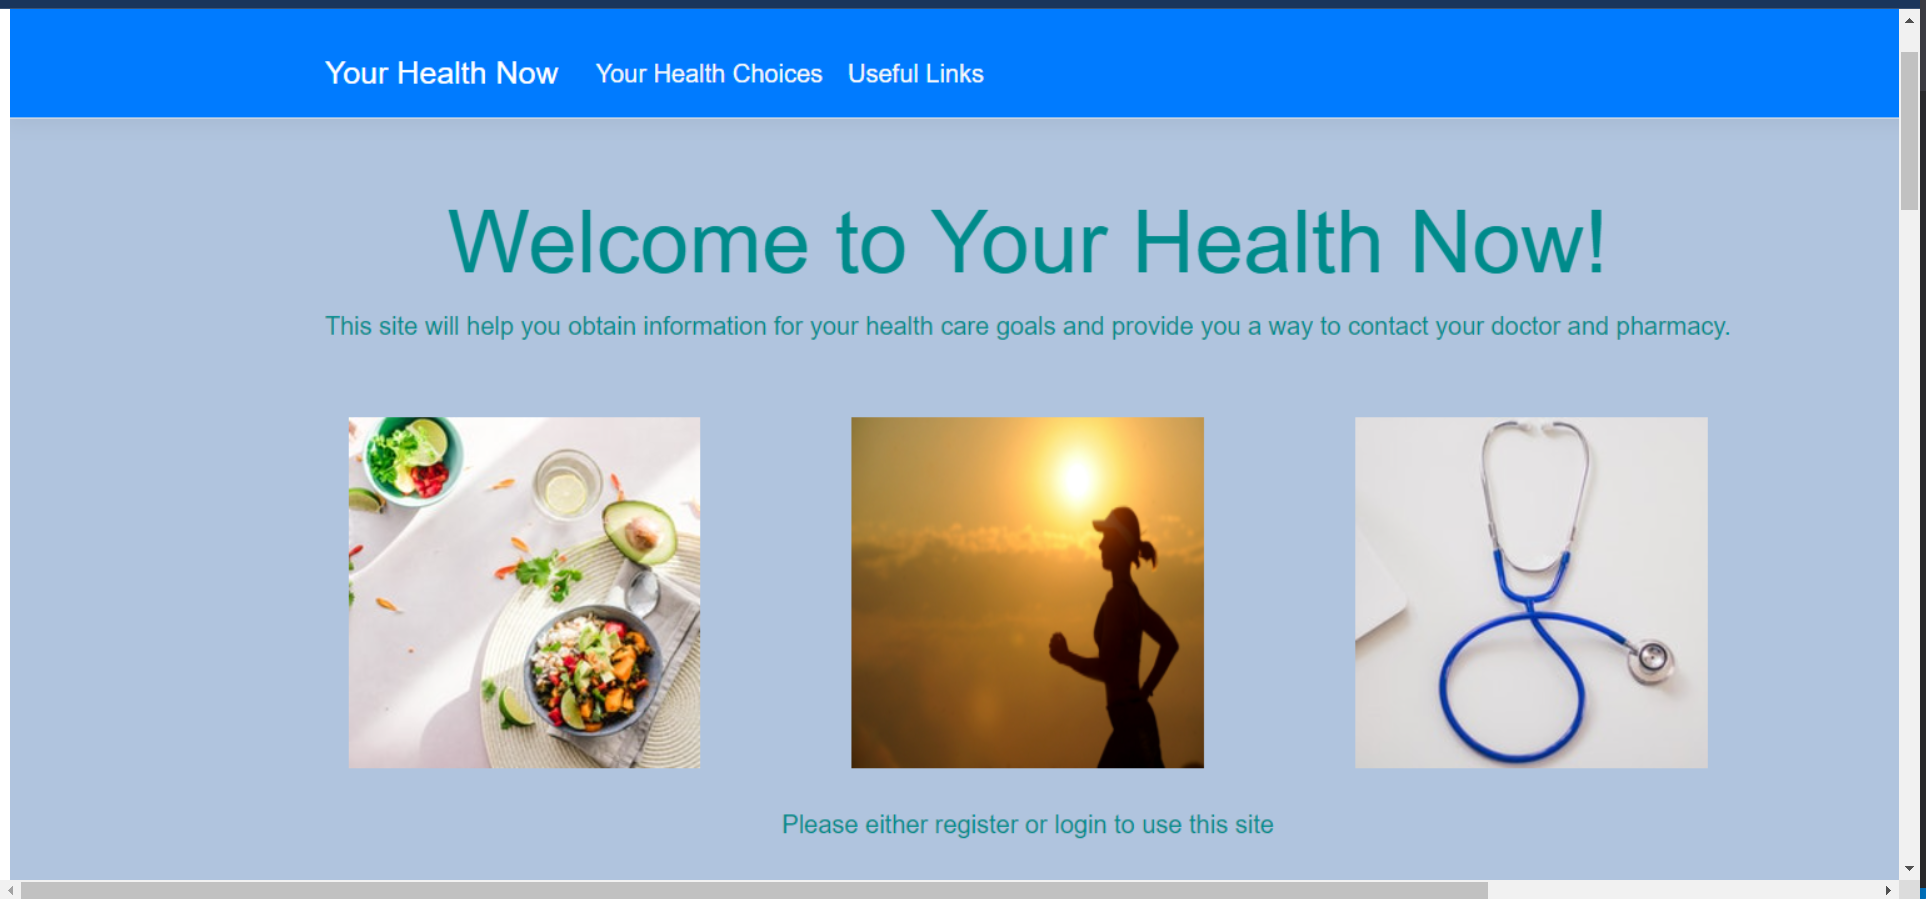 Your Health Now Your Health Choices Useful Links
Welcome to Your Health Now!
This site will help you obtain information for your health care goals and provide you a way to contact your doctor and pharmacy.
Please either register or login to use this site